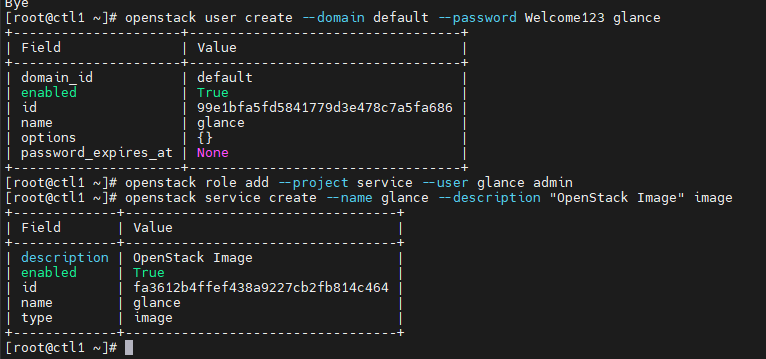 Bye
[root@ctl1 ~]# openstack user create --domain default --password Welcome123 glance
+---------------------+----------------------------------+
| Field               | Value                            |
+---------------------+----------------------------------+
| domain_id           | default                          |
| enabled             | True                             |
| id                  | 99e1bfa5fd5841779d3e478c7a5fa686 |
| name                | glance                           |
| options             | {}                               |
| password_expires_at | None                             |
+---------------------+----------------------------------+
[root@ctl1 ~]# openstack role add --project service --user glance admin
[root@ctl1 ~]# openstack service create --name glance --description "OpenStack Image" image
+-------------+----------------------------------+
| Field       | Value                            |
+-------------+----------------------------------+
| description | OpenStack Image                  |
| enabled     | True                             |
| id          | fa3612b4ffef438a9227cb2fb814c464 |
| name        | glance                           |
| type        | image                            |
+-------------+----------------------------------+
[root@ctl1 ~]#